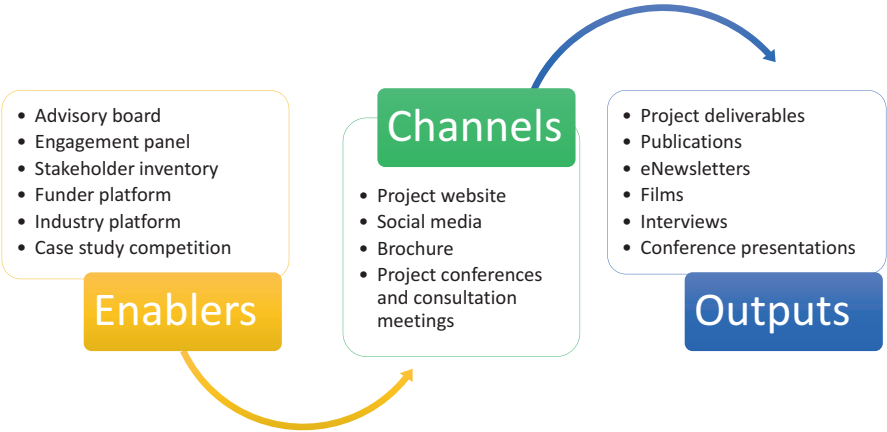 • Advisory board
• Engagement panel
• Stakeholder inventory
• Funder platform
• Industry platform
• Case study competition
Enablers
Channels
• Project website
• Social media
• Brochure
• Project conferences
and consultation
meetings
• Project deliverables
• Publications
• eNewsletters
• Films
• Interviews
• Conference presentations
Outputs